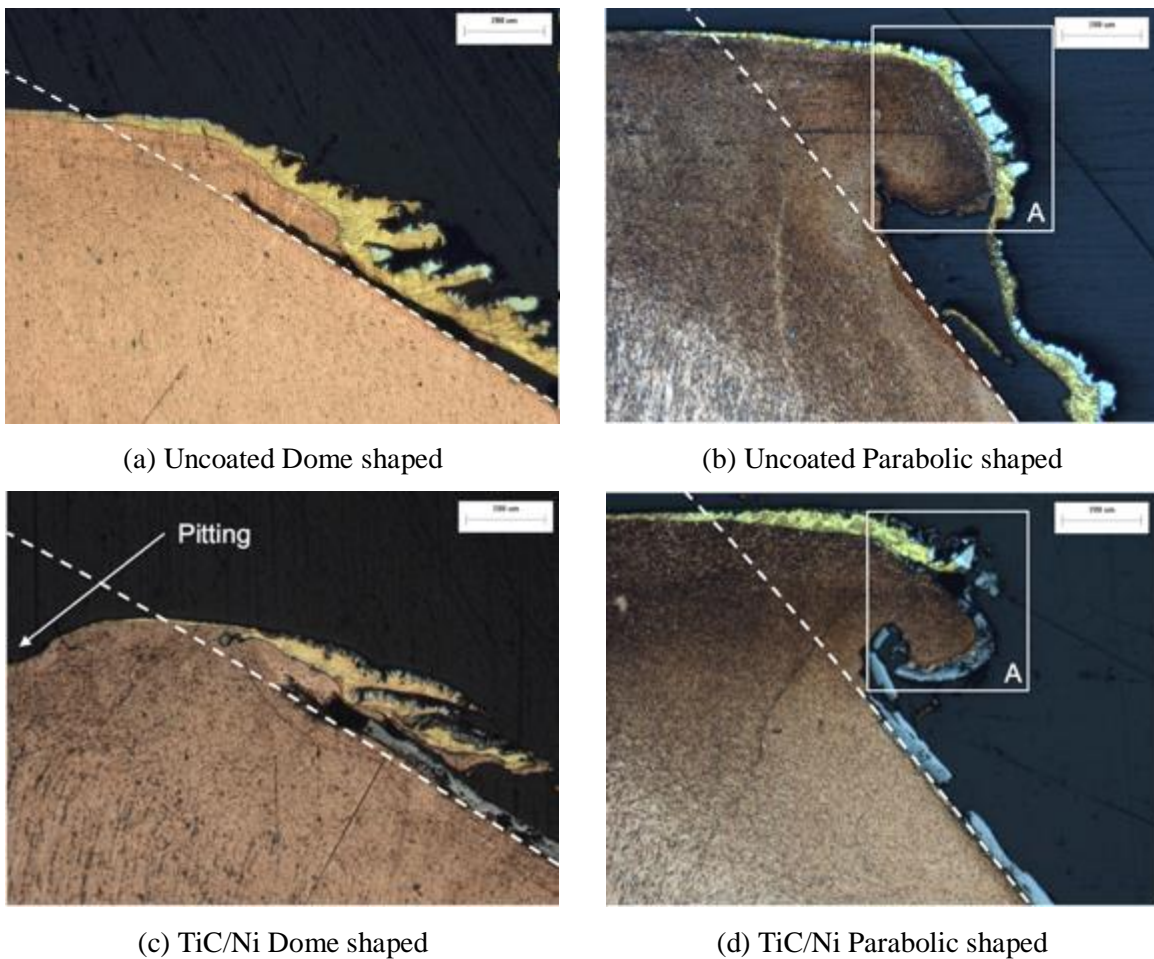 A
(a) Uncoated Dome shaped
(b) Uncoated Parabolic shaped
Pitting
A
(c) TiC/Ni Dome shaped
(d) TiC/Ni Parabolic shaped